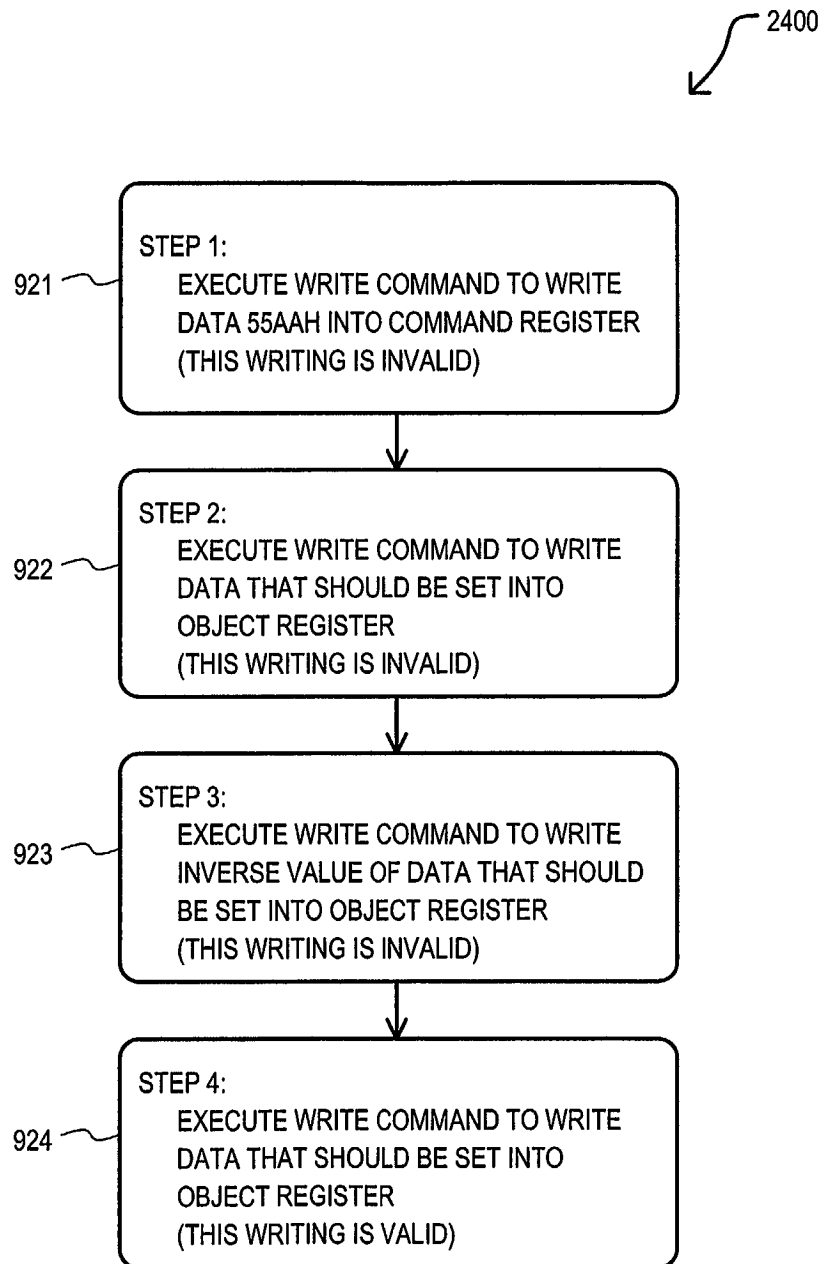 2400
STEP 1:
921
EXECUTE WRITE COMMAND TO WRITE
DATA 55AAH INTO COMMAND REGISTER
(THIS WRITING IS INVALID)
STEP 2:
922
EXECUTE WRITE COMMAND TO WRITE
DATA THAT SHOULD BE SET INTO
OBJECT REGISTER
(THIS WRITING IS INVALID)
STEP 3:
923
EXECUTE WRITE COMMAND TO WRITE
INVERSE VALUE OF DATA THAT SHOULD
BE SET INTO OBJECT REGISTER
(THIS WRITING IS INVALID)
STEP 4:
924
EXECUTE WRITE COMMAND TO WRITE
DATA THAT SHOULD BE SET INTO
OBJECT REGISTER
(THIS WRITING IS VALID)